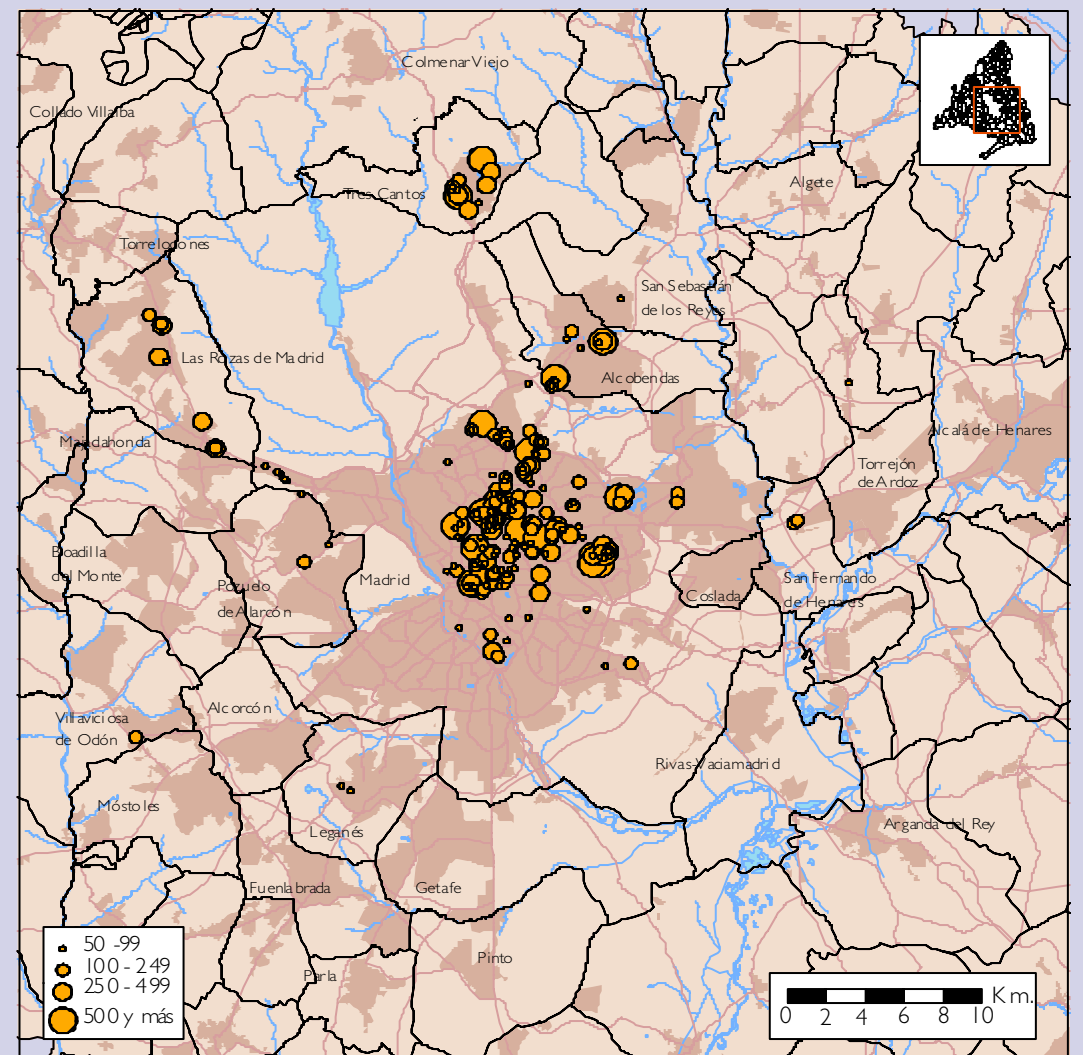 Colmenar Viejo
Collado Villalba
Algete
Tres Cantos
Torrelodones
San Sebastián
de los Reyes
Las Rozas de Madrid
Alcobendas
Majadahonda
Alcalá de Henares
Torrejón
de Ardoz
Boadilla
del Monte
Pozuelo
de Alarcón
Madrid
Coslada
San Fernando
de Henares
Alcorcón
Villaviciosa
de Odón
Rivas-Vaciamadrid
Móstoles
Leganés
Arganda del Rey
Fuenlabrada
Getafe
Pinto
Parla
50 -99
100 - 249
250 - 499
500 y más
Km.
0 2 4 6 8 10